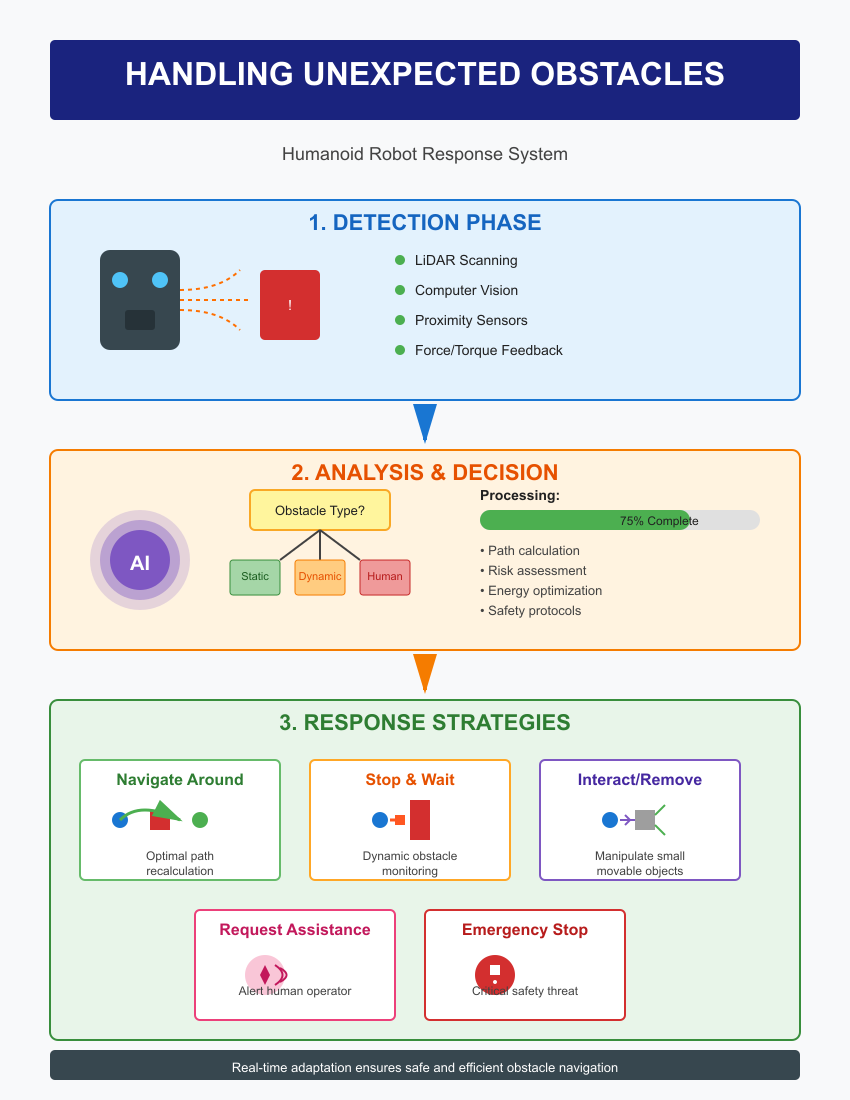 HANDLING UNEXPECTED OBSTACLES
Humanoid Robot Response System
1. DETECTION PHASE
!
LiDAR Scanning
Computer Vision
Proximity Sensors
Force/Torque Feedback
2. ANALYSIS & DECISION
AI
Obstacle Type?
Static
Dynamic
Human
Processing:
75% Complete
• Path calculation
• Risk assessment
• Energy optimization
• Safety protocols
3. RESPONSE STRATEGIES
Navigate Around
Optimal path
recalculation
Stop & Wait
Dynamic obstacle
monitoring
Interact/Remove
Manipulate small
movable objects
Request Assistance
Alert human operator
Emergency Stop
Critical safety threat
Real-time adaptation ensures safe and efficient obstacle navigation